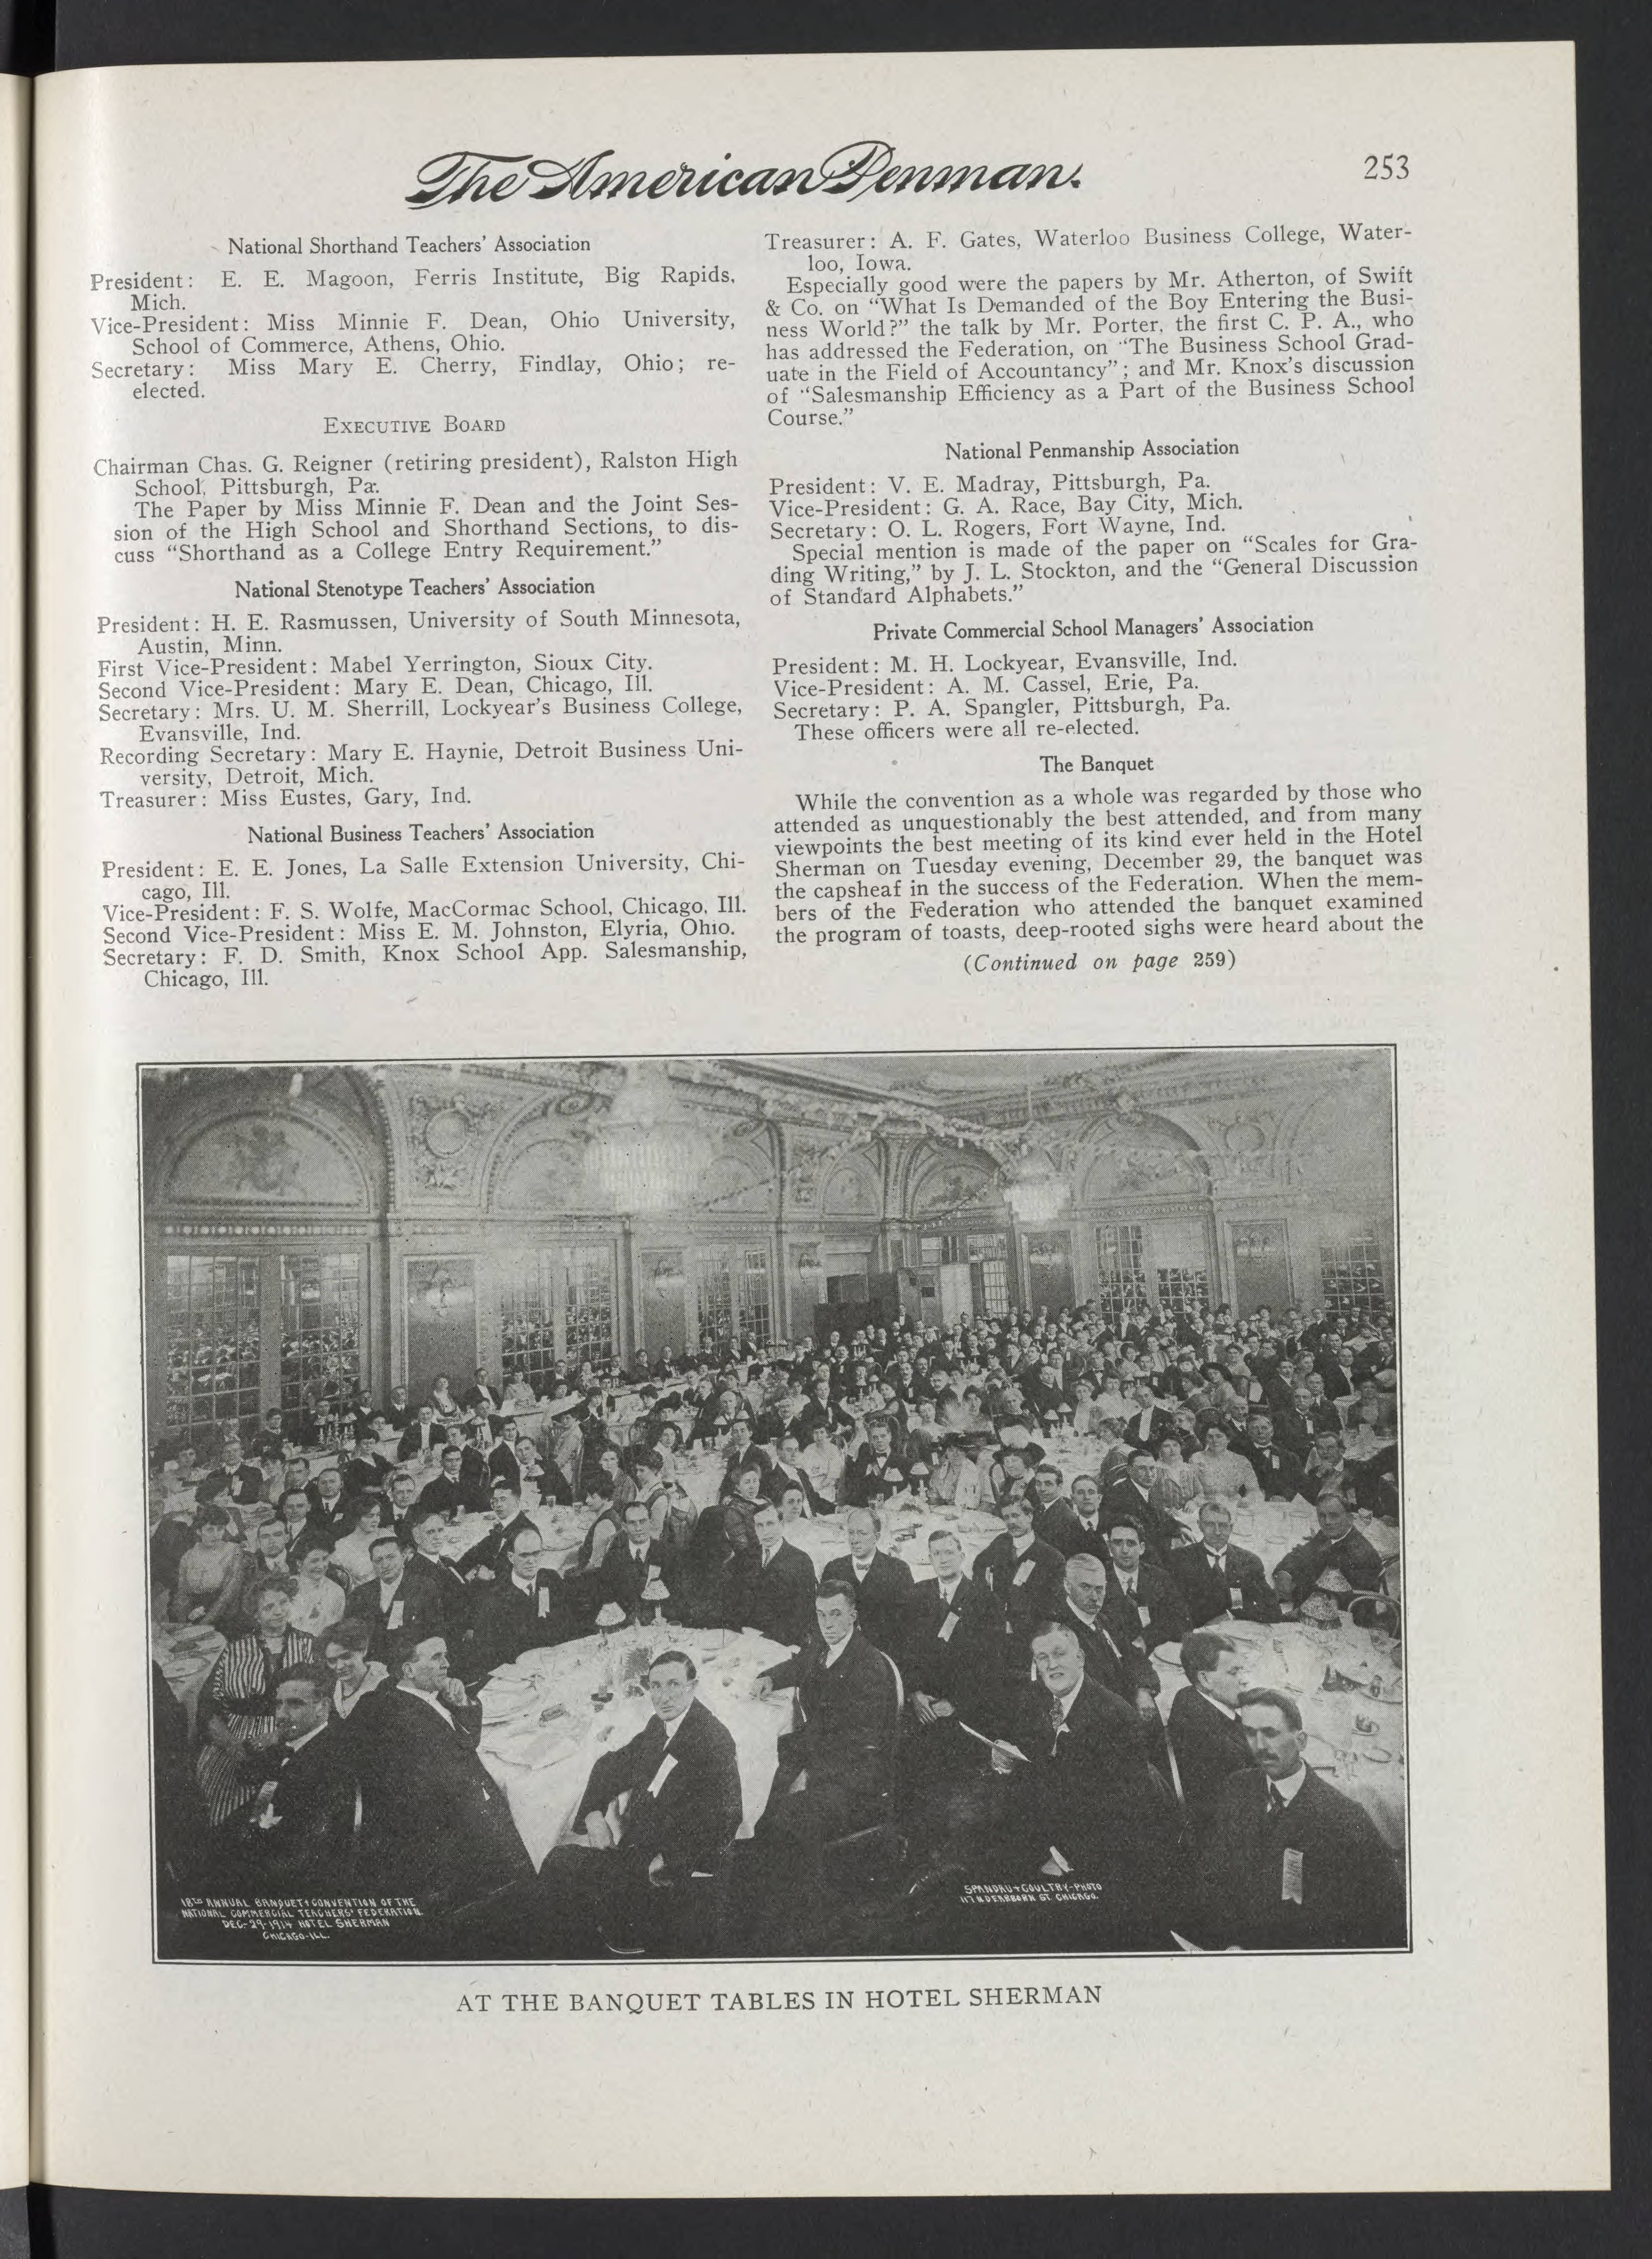 The American Penman.
253
National Shorthand Teachers' Association
President: E. E. Magoon, Ferris Institute, Big Rapids,
Mich.
Vice-President: Miss Minnie F. Dean, Ohio University,
School of Commerce, Athens, Ohio.
Secretary: Miss Mary E. Cherry, Findlay, Ohio; re-
elected.
EXECUTIVE BOARD
Chairman Chas. G. Reigner (retiring president), Ralston High
School, Pittsburgh, Pa.
The Paper by Miss Minnie F. Dean and the Joint Ses-
sion of the High School and Shorthand Sections, to dis-
cuss "Shorthand as a College Entry Requirement."
National Stenotype Teachers' Association
President: H. E. Rasmussen, University of South Minnesota,
Austin, Minn.
First Vice-President: Mabel Yerrington, Sioux City.
Second Vice-President: Mary E. Dean, Chicago, Ill.
Secretary: Mrs. U. M. Sherrill, Lockyear's Business College,
Evansville, Ind.
Recording Secretary: Mary E. Haynie, Detroit Business Uni-
versity, Detroit, Mich.
Treasurer: Miss Eustes, Gary, Ind.
National Business Teachers' Association
President: E. E. Jones, La Salle Extension University, Chi-
cago, Ill.
Vice-President: F. S. Wolfe, MacCormac School, Chicago, Ill.
Second Vice-President: Miss E. M. Johnston, Elyria, Ohio.
Secretary: F. D. Smith, Knox School App. Salesmanship,
Chicago, Ill.
Treasurer: A. F. Gates, Waterloo Business College, Water-
loo, Iowa.
Especially good were the papers by Mr. Atherton, of Swift
& Co. on "What Is Demanded of the Boy Entering the Busi-
ness World?" the talk by Mr. Porter, the first C. P. A., who
has addressed the Federation, on "The Business School Grad-
uate in the Field of Accountancy"; and Mr. Knox's discussion
of "Salesmanship Efficiency as a Part of the Business School
Course."
National Penmanship Association
President: V. E. Madray, Pittsburgh, Pa.
Vice-President: G. A. Race, Bay City, Mich.
Secretary: O. L. Rogers, Fort Wayne, Ind.
Special mention is made of the paper on "Scales for Gra-
ding Writing," by J. L. Stockton, and the "General Discussion
of Standard Alphabets."
Private Commercial School Managers' Association
President: M. H. Lockyear, Evansville, Ind.
Vice-President: A. M. Cassel, Erie, Pa.
Secretary: P. A. Spangler, Pittsburgh, Pa.
These officers were all re-elected.
The Banquet
While the convention as a whole was regarded by those who
attended as unquestionably the best attended, and from many
viewpoints the best meeting of its kind ever held in the Hotel
Sherman on Tuesday evening, December 29, the banquet was
the capsheaf in the success of the Federation. When the mem-
bers of the Federation who attended the banquet examined
the program of toasts, deep-rooted sighs were heard about the
(Continued on page 259)
18TH ANNUAL BANQUET & CONVENTION OF THE
NATIONAL COMMERCIAL TEACHERS' FEDERATION.
DEC-29-1914 HOTEL SHERMAN
CHICAGO-ILL.
SPANDAU & COULTRY-PHOTO
117 N. DEARBORN ST. CHICAGO.
AT THE BANQUET TABLES IN HOTEL SHERMAN